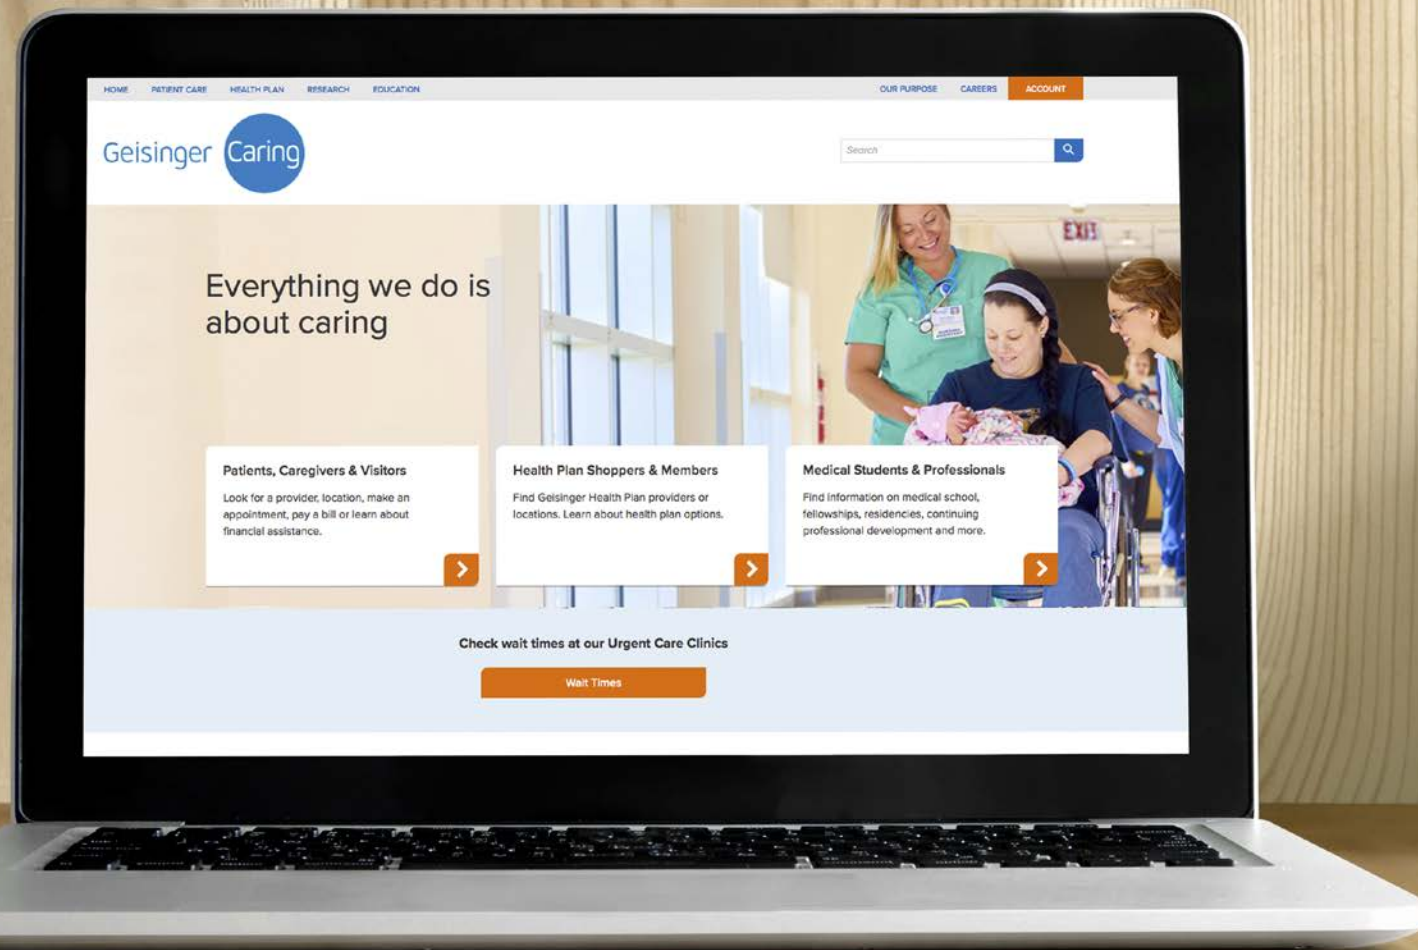 HOME PATIENT CARE HEALTH PLAN RESEARCH EDUCATION OUR PURPOSE CAREERS ACCOUNT
Geisinger Caring
Search
EXIT
Everything we do is
about caring
Patients, Caregivers & Visitors
Look for a provider, location, make an
appointment, pay a bill or learn about
financial assistance.
Health Plan Shoppers & Members
Find Geisinger Health Plan providers or
locations. Learn about health plan options.
Medical Students & Professionals
Find information on medical school,
fellowships, residencies, continuing
professional development and more.
Check wait times at our Urgent Care Clinics
Wait Times